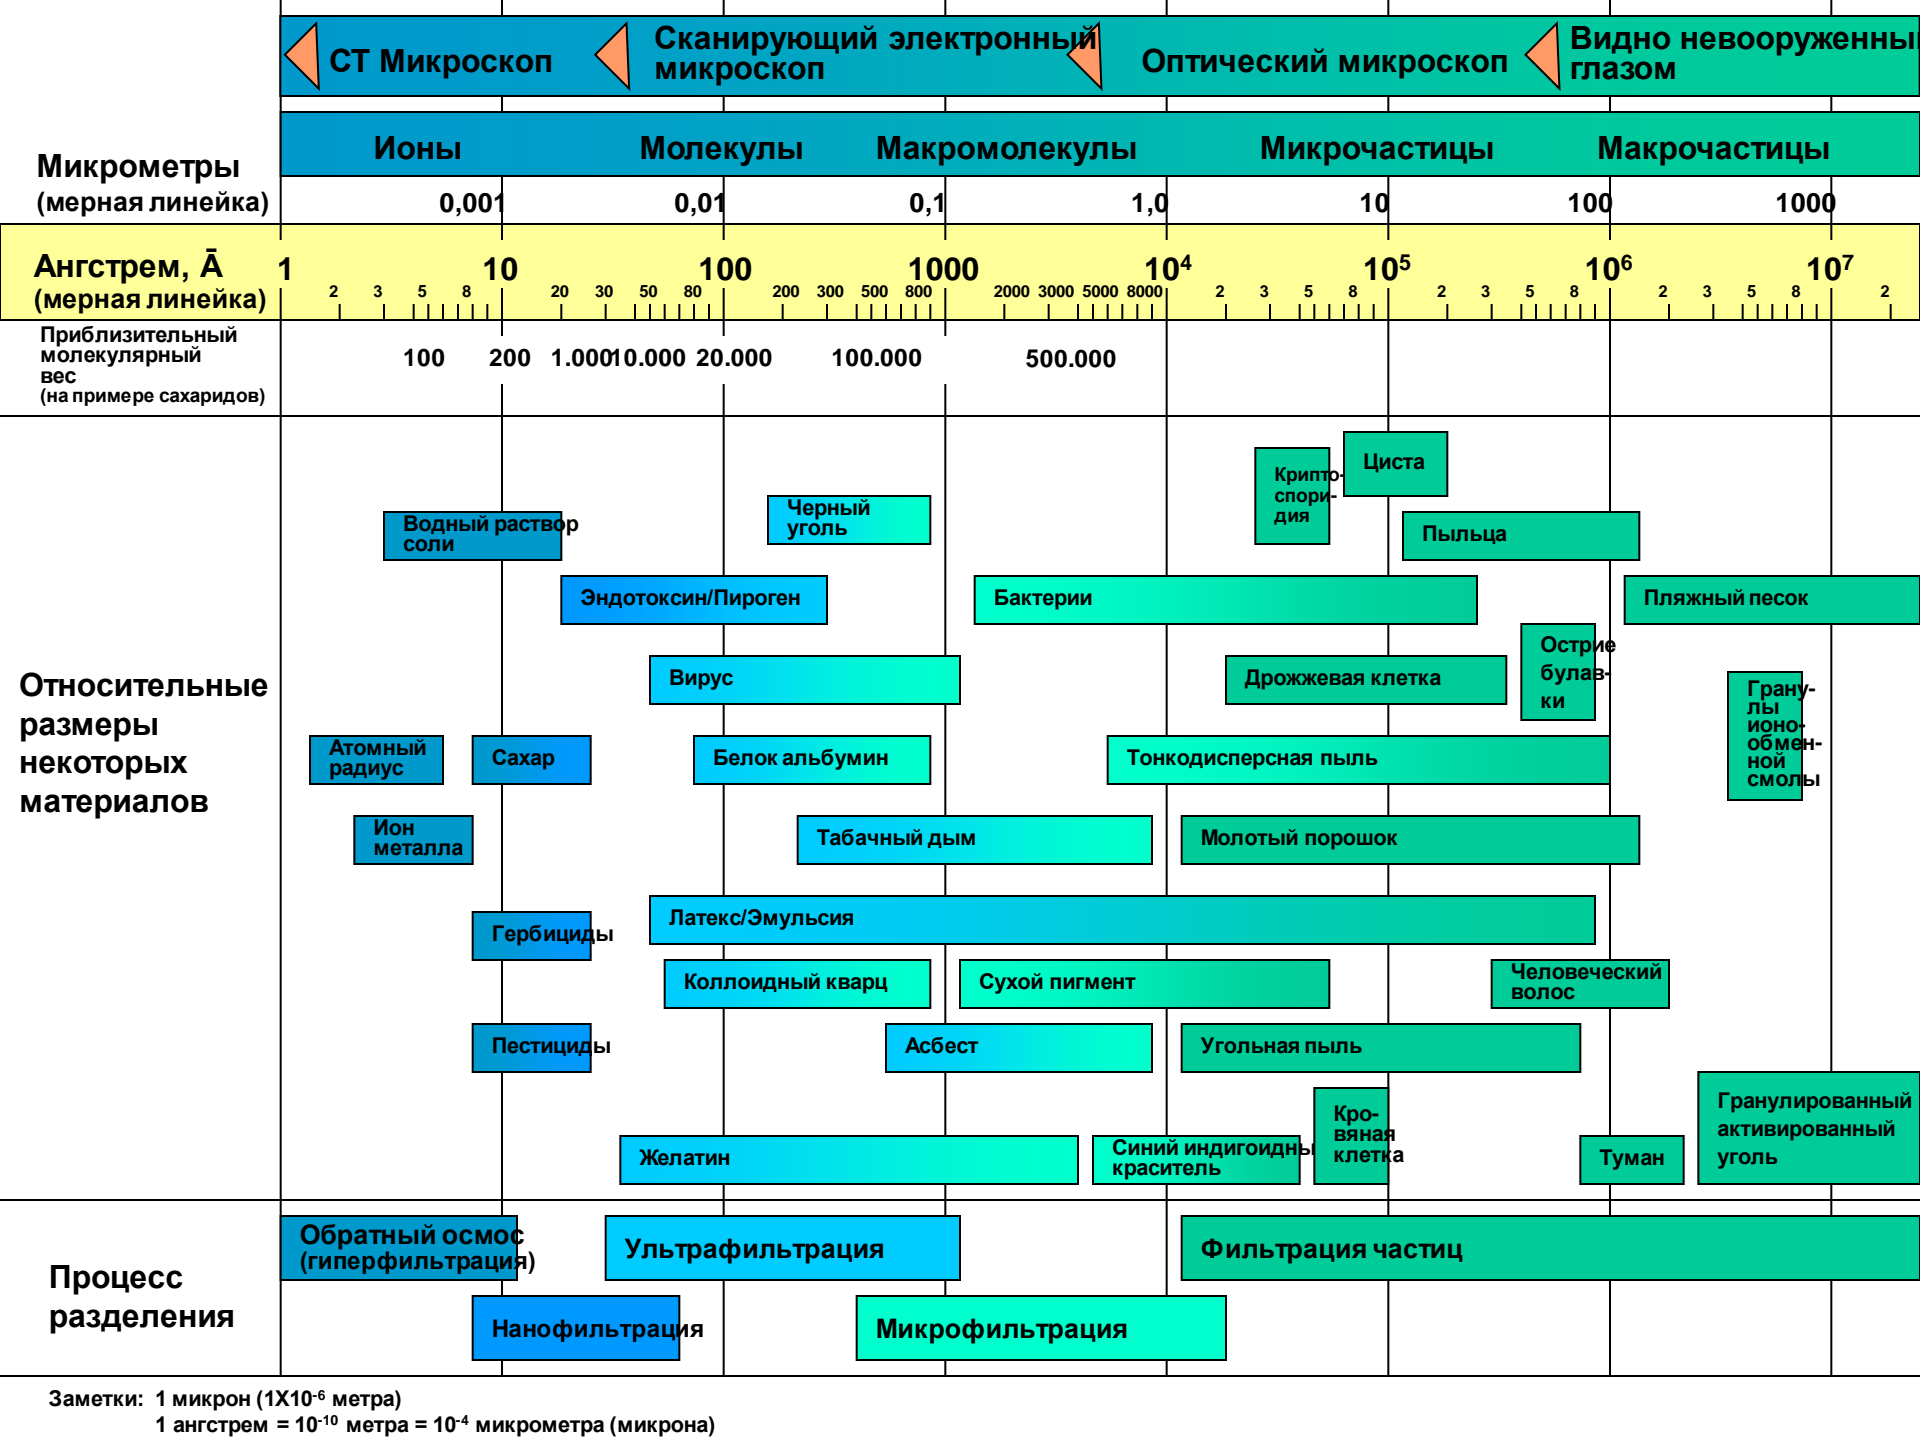 СТ Микроскоп
Сканирующий электронный
микроскоп
Оптический микроскоп
Видно невооруженны
глазом
Ионы
Молекулы
Макромолекулы
Микрочастицы
Макрочастицы
Микрометры
(мерная линейка)
0,001 0,01 0,1 1,0 10 100 1000
Ангстрем, Ā
(мерная линейка)
1 10 100 1000 10⁴ 10⁵ 10⁶ 10⁷
2 3 5 8 20 30 50 80 200 300 500 800 2000 3000 5000 8000 2 3 5 8 2 3 5 8 2 3 5 8 2
Приблизительный
молекулярный
вес
(на примере сахаридов)
100 200 1.000 10.000 20.000 100.000 500.000
Относительные
размеры
некоторых
материалов
Крипто-
спори-
дия
Циста
Черный
уголь
Водный раствор
соли
Пыльца
Эндотоксин/Пироген
Бактерии
Пляжный песок
Острие
булав-
ки
Вирус
Дрожжевая клетка
Грану-
лы
ионо-
обмен-
ной
смолы
Атомный
радиус
Сахар
Белок альбумин
Тонкодисперсная пыль
Ион
металла
Табачный дым
Молотый порошок
Латекс/Эмульсия
Гербициды
Коллоидный кварц
Сухой пигмент
Человеческий
волос
Пестициды
Асбест
Угольная пыль
Кро-
вяная
клетка
Гранулированный
активированный
уголь
Желатин
Синий индигоидны
краситель
Туман
Процесс
разделения
Обратный осмос
(гиперфильтрация)
Ультрафильтрация
Фильтрация частиц
Нанофильтрация
Микрофильтрация
Заметки: 1 микрон (1X10⁻⁶ метра)
1 ангстрем = 10⁻¹⁰ метра = 10⁻⁴ микрометра (микрона)